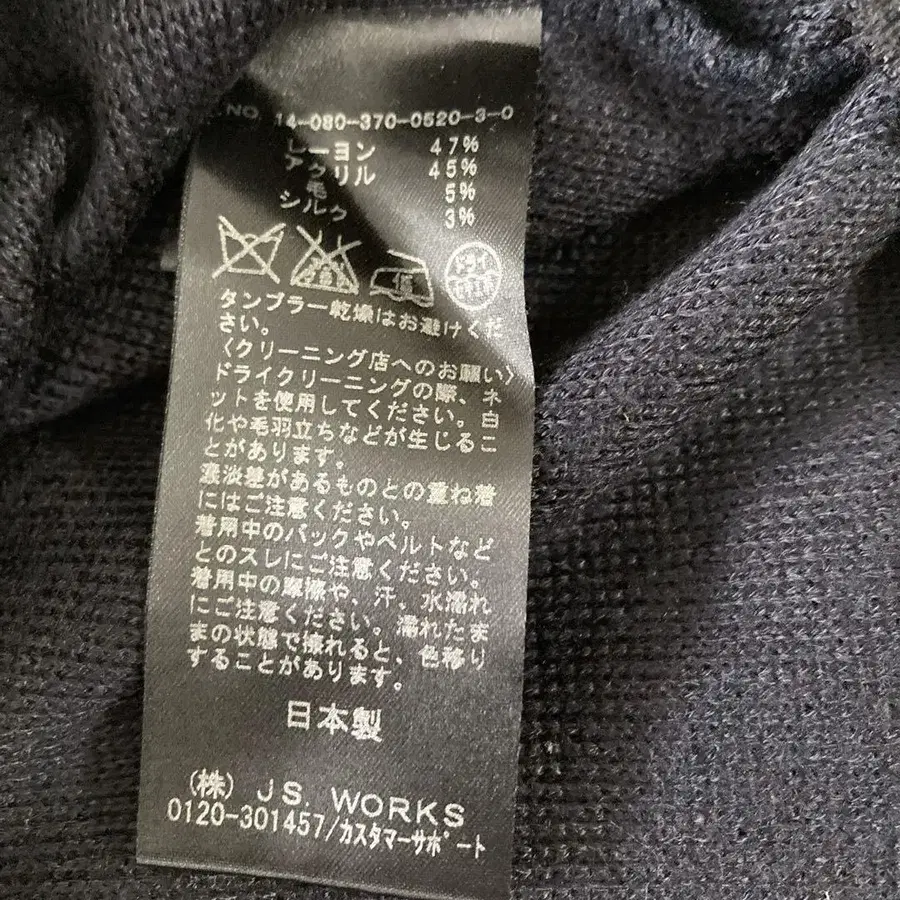 .NO. 14-080-370-0520-3-0
レーヨン 47%
アクリル 45%
毛 5%
シルク 3%
ドライ
タンブラー乾燥はお避けくだ
さい。
〈クリーニング店へのお願い〉
ドライクリーニングの際、ネ
ットを使用してください。白
化や毛羽立ちなどが生じるこ
とがあります。
濃淡差があるものとの重ね着
にはご注意ください。
着用中のバックやベルトなど
とのスレにご注意ください。
着用中の摩擦や、汗、水濡れ
にご注意ください。濡れたま
まの状態で擦れると、色移り
することがあります。
日本製
(株) JS. WORKS
0120-301457/カスタマーサポート